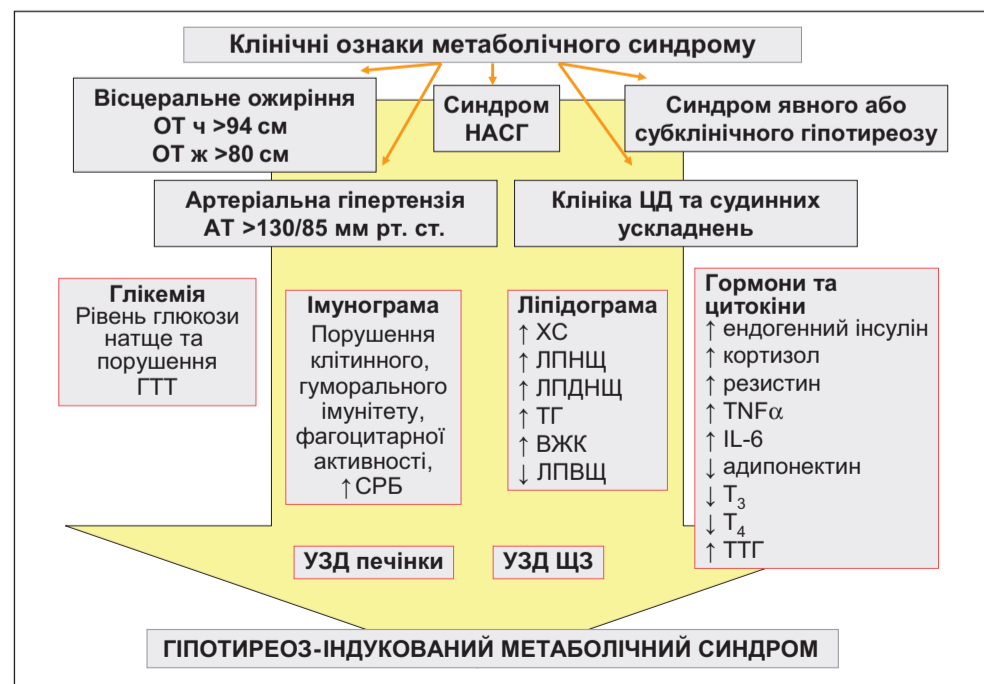 Клінічні ознаки метаболічного синдрому
Вісцеральне ожиріння
ОТ ч >94 см
ОТ ж >80 см
Синдром
НАСГ
Синдром явного або
субклінічного гіпотиреозу
Артеріальна гіпертензія
АТ >130/85 мм рт. ст.
Клініка ЦД та судинних
ускладнень
Глікемія
Рівень глюкози
натще та
порушення
ГТТ
Імунограма
Порушення
клітинного,
гуморального
імунітету,
фагоцитарної
активності,
↑ СРБ
Ліпідограма
↑ ХС
↑ ЛПНЩ
↑ ЛПДНЩ
↑ ТГ
↑ ВЖК
↓ ЛПВЩ
Гормони та
цитокіни
↑ ендогенний інсулін
↑ кортизол
↑ резистин
↑ TNFα
↑ IL-6
↓ адипонектин
↓ T₃
↓ T₄
↑ ТТГ
УЗД печінки
УЗД ЩЗ
ГІПОТИРЕОЗ-ІНДУКОВАНИЙ МЕТАБОЛІЧНИЙ СИНДРОМ